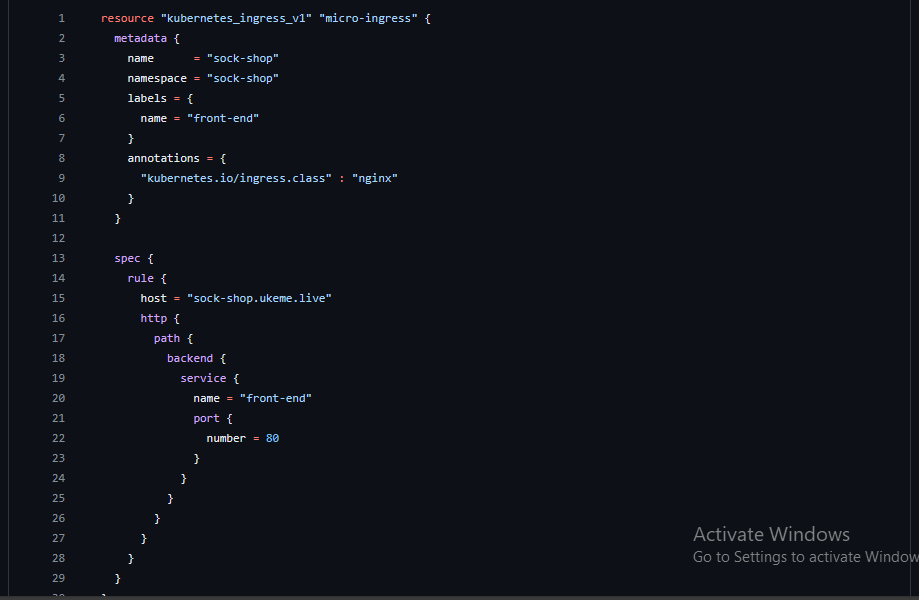 1 resource "kubernetes_ingress_v1" "micro-ingress" {
2   metadata {
3     name      = "sock-shop"
4     namespace = "sock-shop"
5     labels = {
6       name = "front-end"
7     }
8     annotations = {
9       "kubernetes.io/ingress.class" : "nginx"
10     }
11   }
12
13   spec {
14     rule {
15       host = "sock-shop.ukeme.live"
16       http {
17         path {
18           backend {
19             service {
20               name = "front-end"
21               port {
22                 number = 80
23               }
24             }
25           }
26         }
27       }
28     }
29   }
Activate Windows
Go to Settings to activate Window